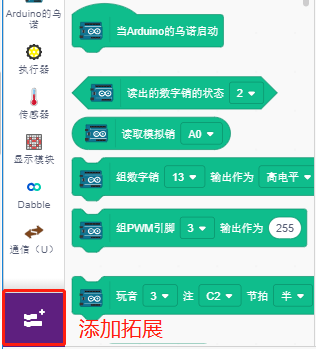 Arduino的乌
诺
执行器
传感器
显示模块
Dabble
通信（U）
当Arduino的乌诺启动
读出的数字销的状态 2
读取模拟销 A0
组数字销 13 输出作为 高电平
组PWM引脚 3 输出作为 255
玩音 3 注 C2 节拍 半
添加拓展